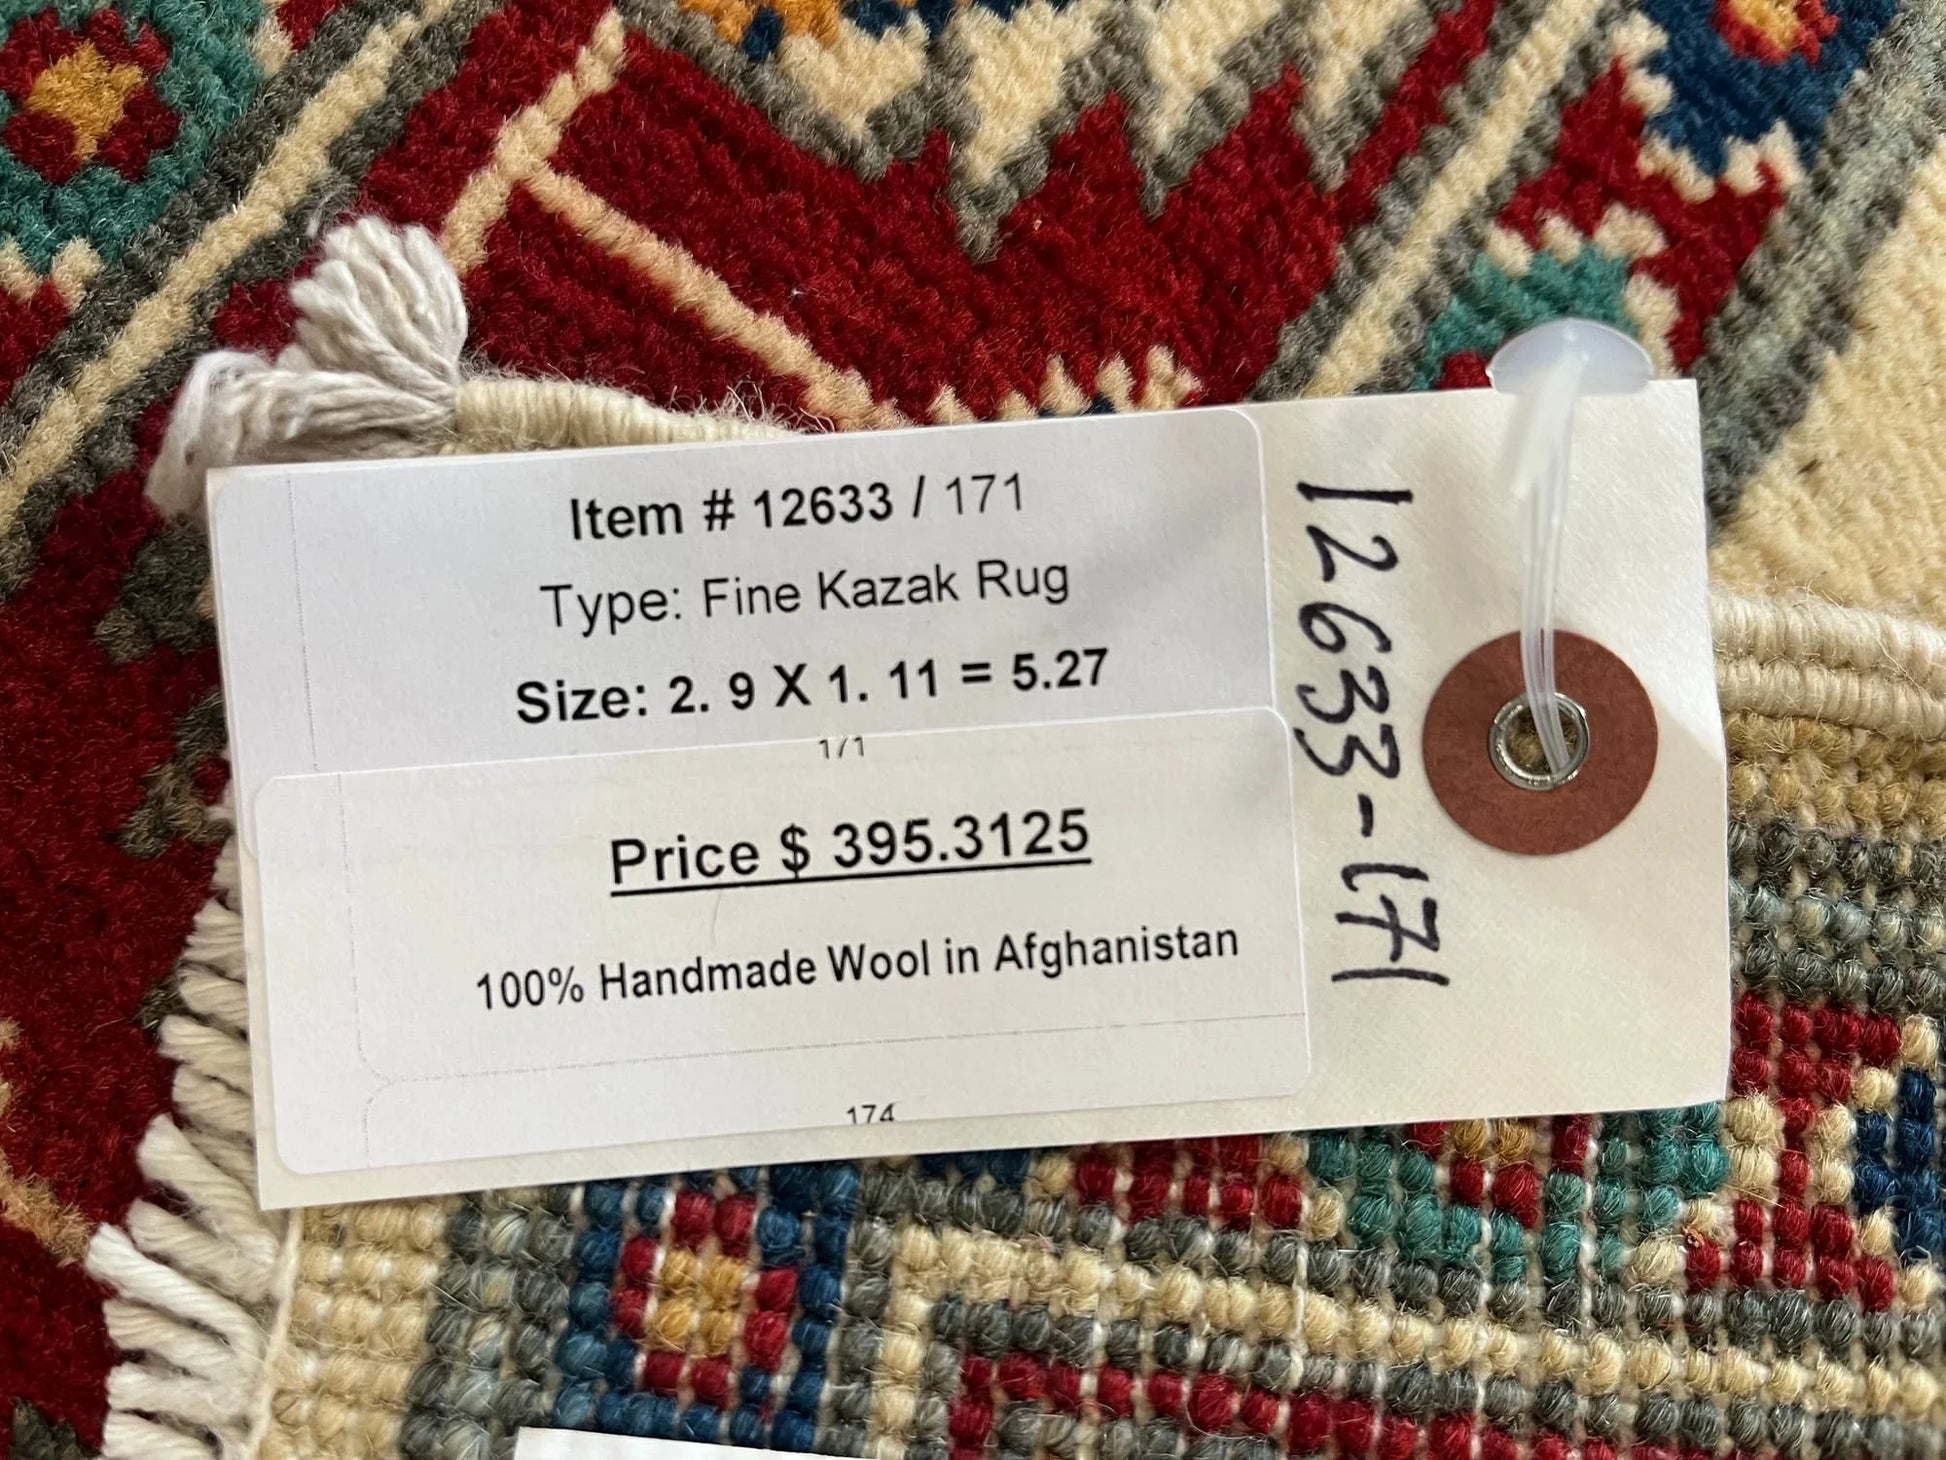 Item # 12633 / 171
Type: Fine Kazak Rug
Size: 2. 9 X 1. 11 = 5.27
171
Price $ 395.3125
100% Handmade Wool in Afghanistan
174
12633-171